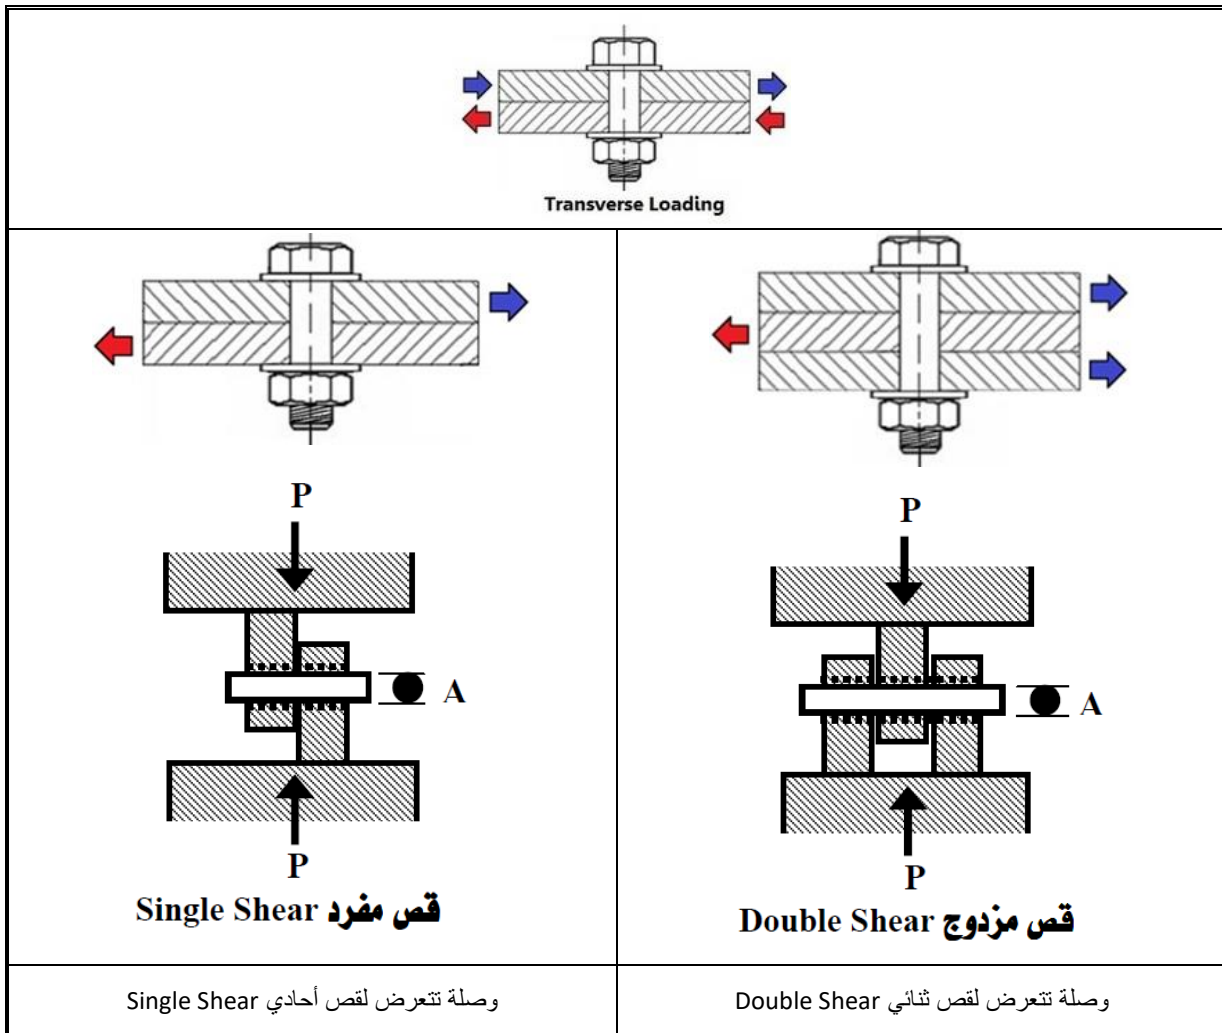 Transverse Loading
P
A
P
قص مفرد Single Shear
P
A
P
قص مزدوج Double Shear
وصلة تتعرض لقص أحادي Single Shear
وصلة تتعرض لقص ثنائي Double Shear